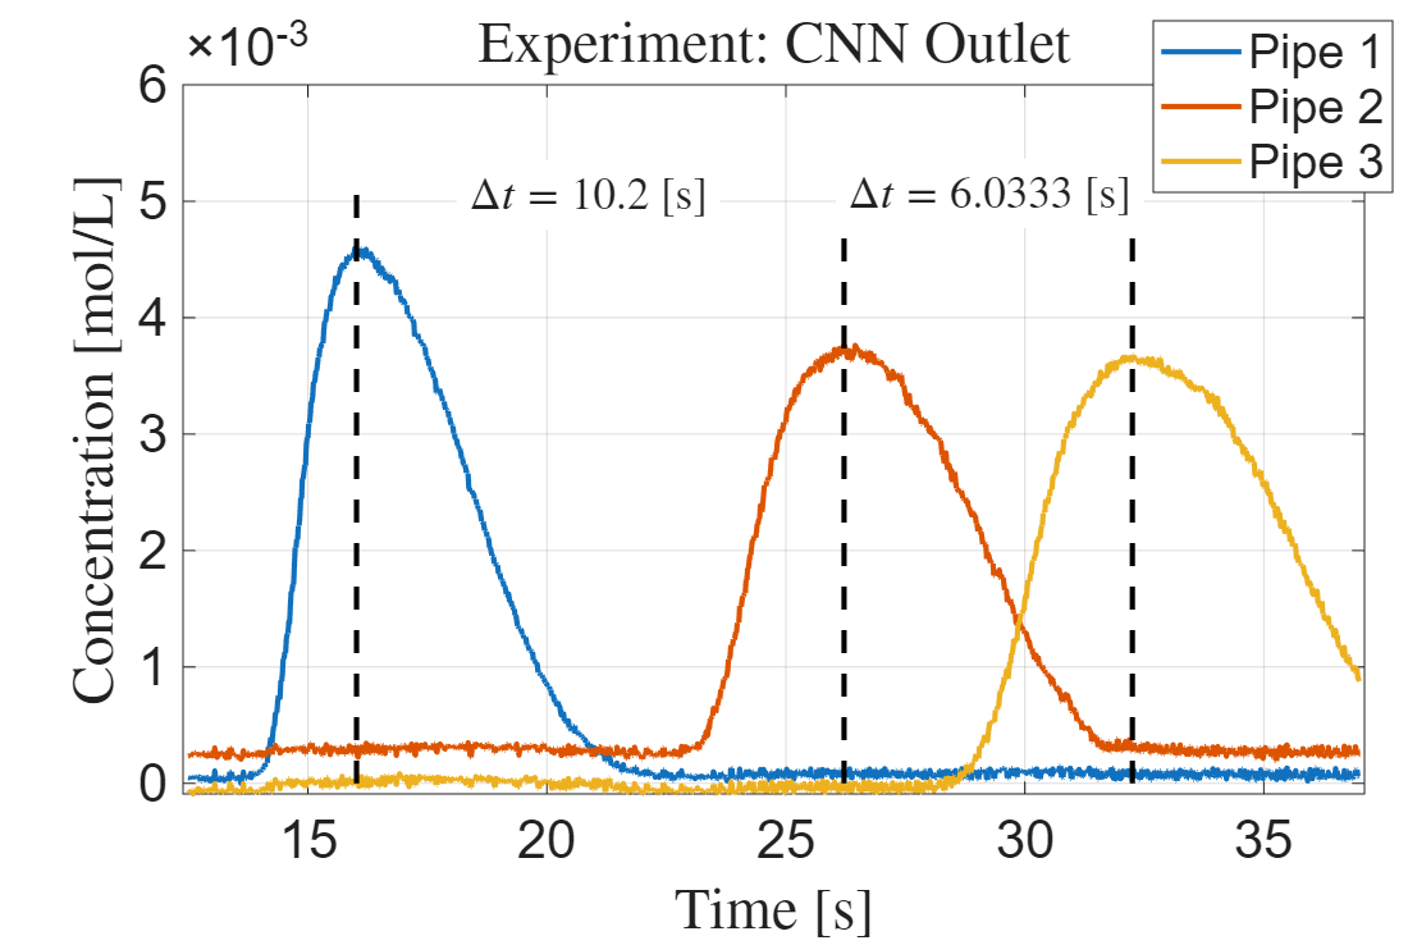 ×10⁻³
Experiment: CNN Outlet
Pipe 1
Pipe 2
Pipe 3
6
5
4
3
2
1
0
Δt = 10.2 [s]
Δt = 6.0333 [s]
Concentration [mol/L]
15 20 25 30 35
Time [s]